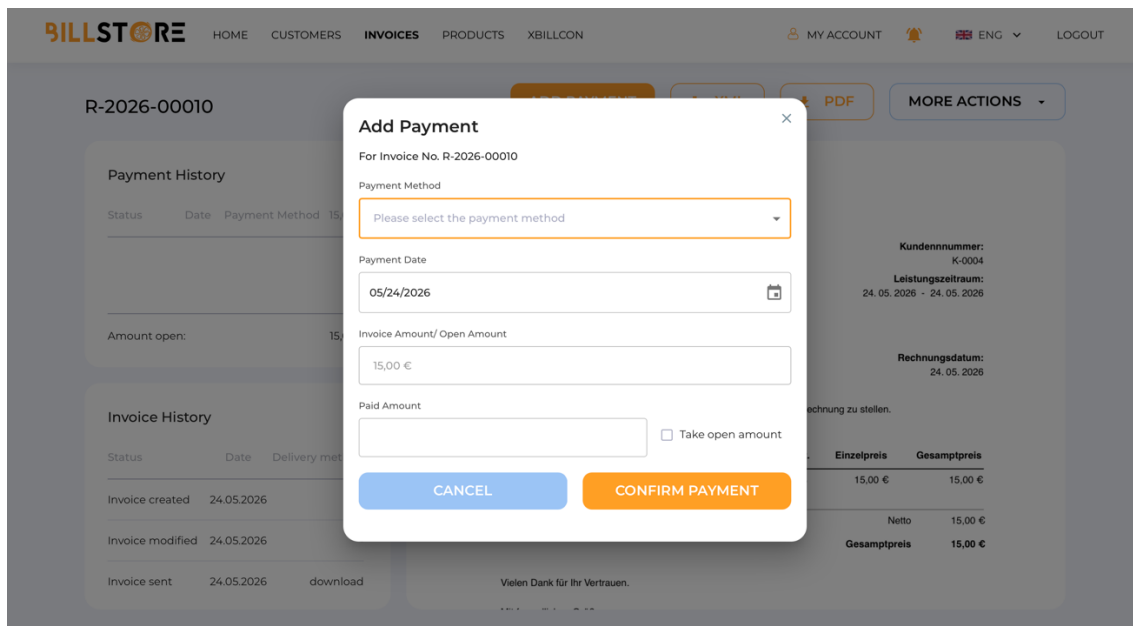 BILLSTORE HOME CUSTOMERS INVOICES PRODUCTS XBILLCON MY ACCOUNT ENG LOGOUT
R-2026-00010
PDF MORE ACTIONS
Add Payment
For Invoice No. R-2026-00010
Payment Method
Please select the payment method
Payment Date
05/24/2026
Invoice Amount/ Open Amount
15,00 €
Paid Amount
Take open amount
CANCEL CONFIRM PAYMENT
Payment History
Status Date Payment Method
Amount open:
Invoice History
Status Date Delivery
Invoice created 24.05.2026
Invoice modified 24.05.2026
Invoice sent 24.05.2026 download
Kundennnummer:
K-0004
Leistungszeitraum:
24. 05. 2026 - 24. 05. 2026
Rechnungsdatum:
24. 05. 2026
zu stellen.
Einzelpreis Gesamtpreis
15,00 € 15,00 €
Netto 15,00 €
Gesamtpreis 15,00 €
Vielen Dank für Ihr Vertrauen.